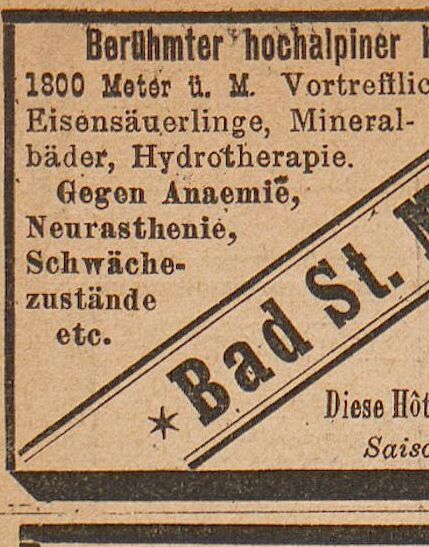 Berühmter hochalpiner
1800 Meter ü. M. Vortrefflic
Eisensäuerlinge, Mineral-
bäder, Hydrotherapie.
Gegen Anaemie,
Neurasthenie,
Schwäche-
zustände
etc.
* Bad St. M
Diese Hôt
Saiso